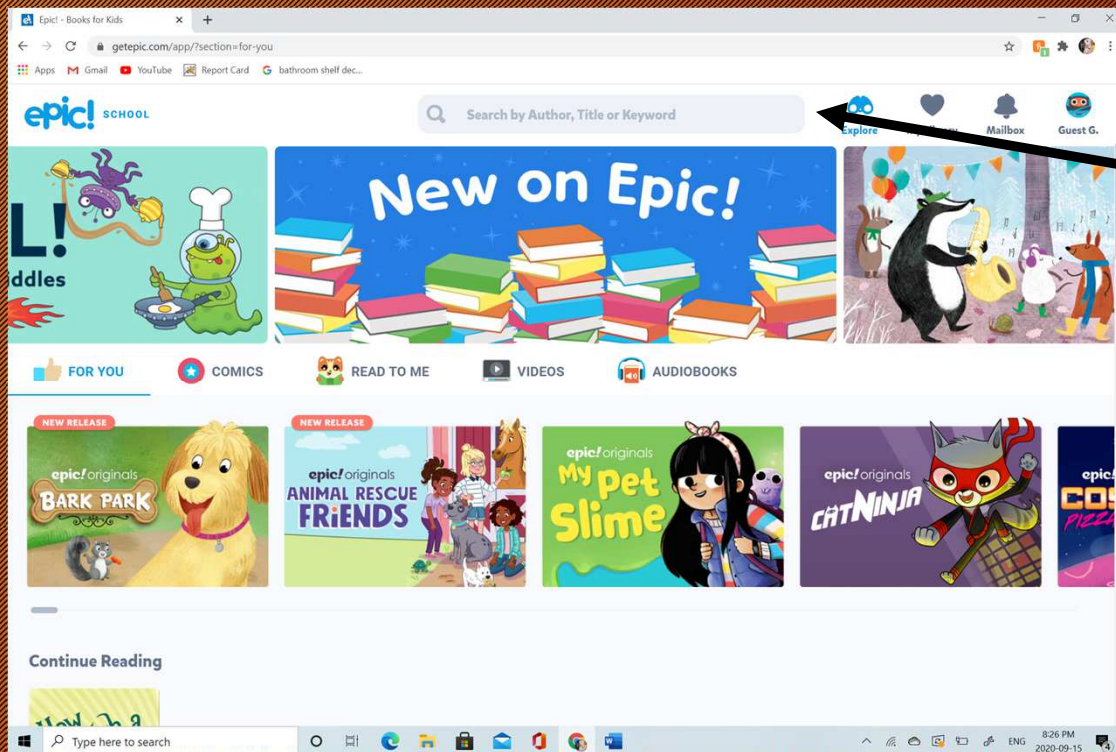 Epic! - Books for Kids
getepic.com/app/?section=for-you
Apps Gmail YouTube Report Card bathroom shelf dec...
epic! SCHOOL
Search by Author, Title or Keyword
Explore
Mailbox
Guest G.
L!
ddles
New on Epic!
FOR YOU
COMICS
READ TO ME
VIDEOS
AUDIOBOOKS
NEW RELEASE
epic! originals
BARK PARK
NEW RELEASE
epic! originals
ANIMAL RESCUE
FRIENDS
epic! originals
My Pet
Slime
epic! originals
CATNINJA
epic!
PIZZ
Continue Reading
How
a
Type here to search
ENG
8:26 PM
2020-09-15